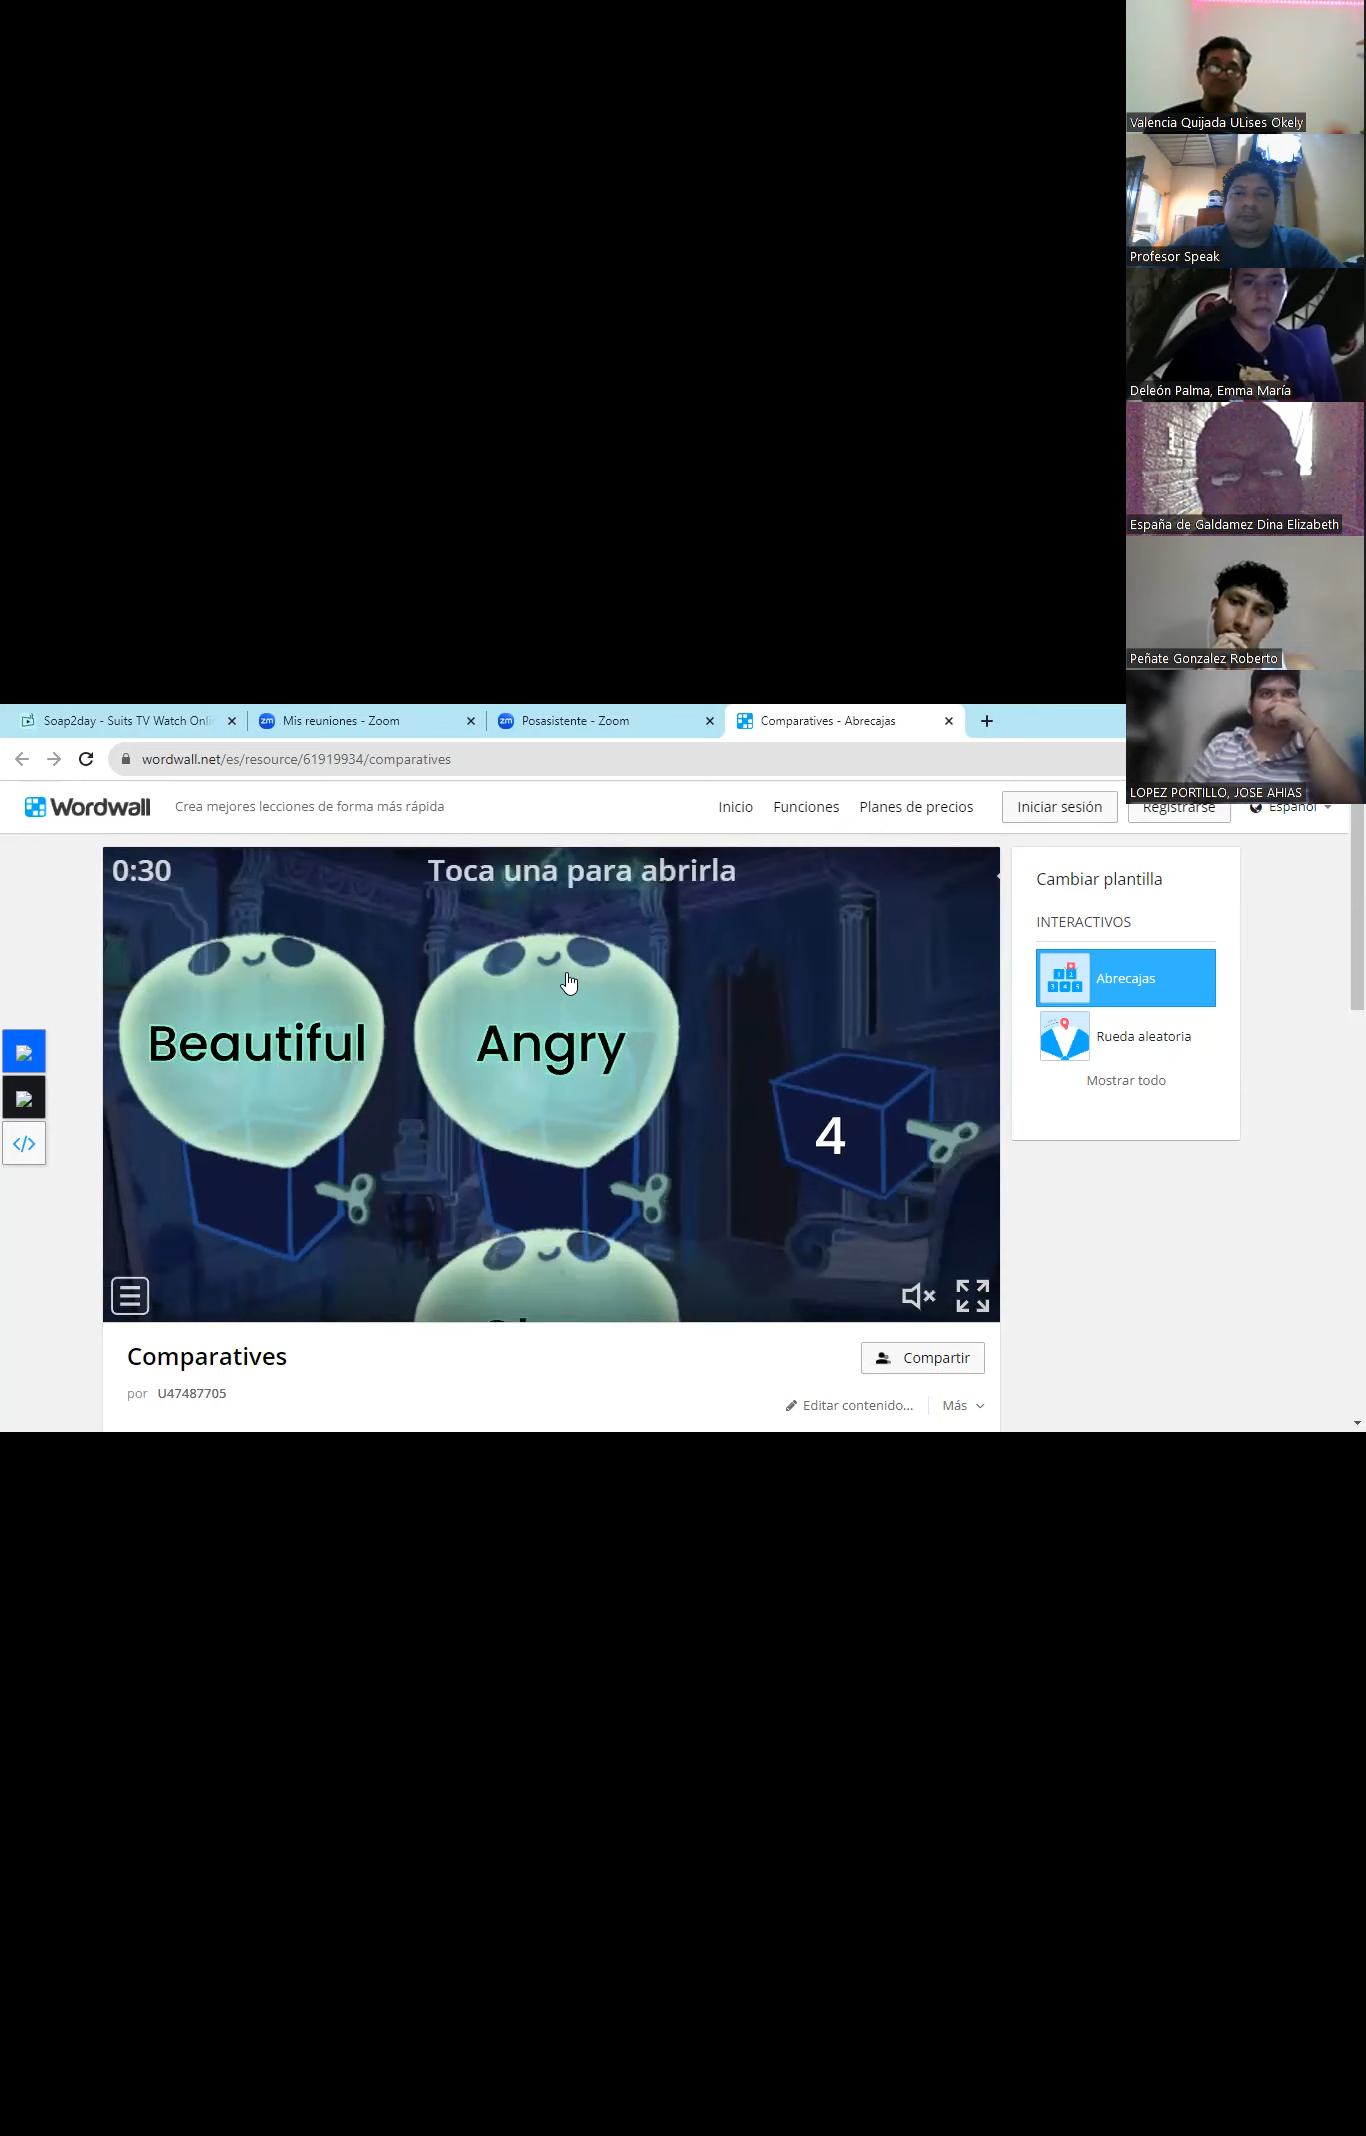 Valencia Quijada ULises Okely
Profesor Speak
Deleón Palma, Emma María
España de Galdamez Dina Elizabeth
Peñate Gonzalez Roberto
LOPEZ PORTILLO, JOSE AHIAS
Soap2day - Suits TV Watch Onli
zm Mis reuniones - Zoom
zm Posasistente - Zoom
Comparatives - Abrecajas
wordwall.net/es/resource/61919934/comparatives
Wordwall
Crea mejores lecciones de forma más rápida
Inicio
Funciones
Planes de precios
Iniciar sesión
Registrarse
Español
0:30
Toca una para abrirla
Beautiful
Angry
4
Cambiar plantilla
INTERACTIVOS
Abrecajas
Rueda aleatoria
Mostrar todo
Comparatives
Compartir
por U47487705
Editar contenido...
Más